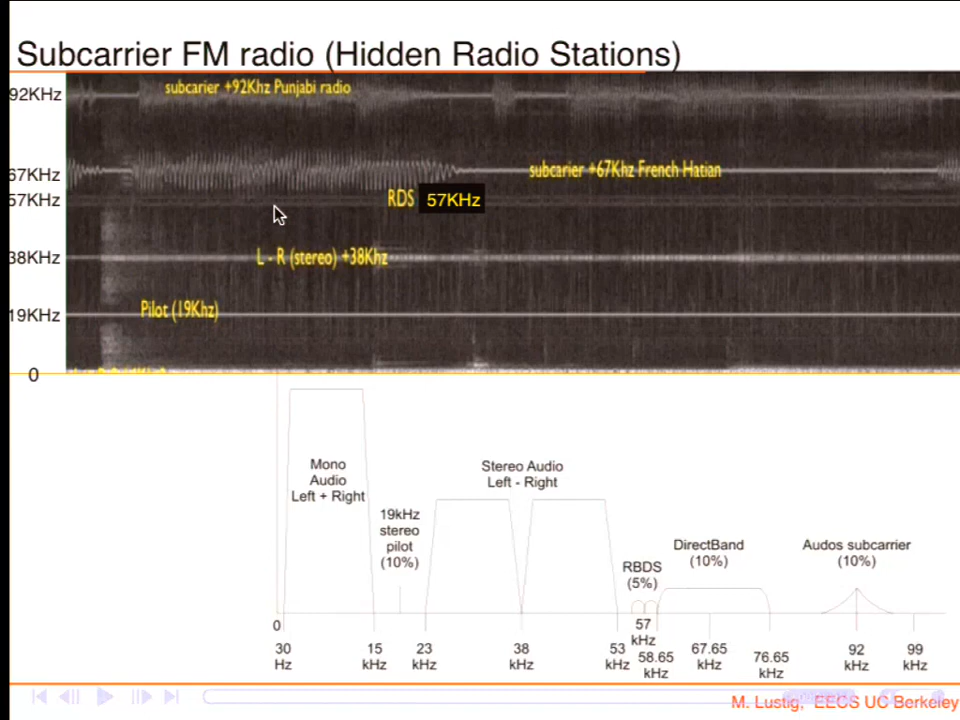 Subcarrier FM radio (Hidden Radio Stations)
92KHz
subcarier +92Khz Punjabi radio
67KHz
subcarier +67Khz French Hatian
57KHz
RDS 57KHz
38KHz
L - R (stereo) +38Khz
19KHz
Pilot (19Khz)
0
Mono
Audio
Left + Right
19kHz
stereo
pilot
(10%)
Stereo Audio
Left - Right
RBDS
(5%)
DirectBand
(10%)
Audos subcarrier
(10%)
0
30
Hz
15
kHz
23
kHz
38
kHz
53
kHz
57
kHz
58.65
kHz
67.65
kHz
76.65
kHz
92
kHz
99
kHz
M. Lustig, EECS UC Berkeley